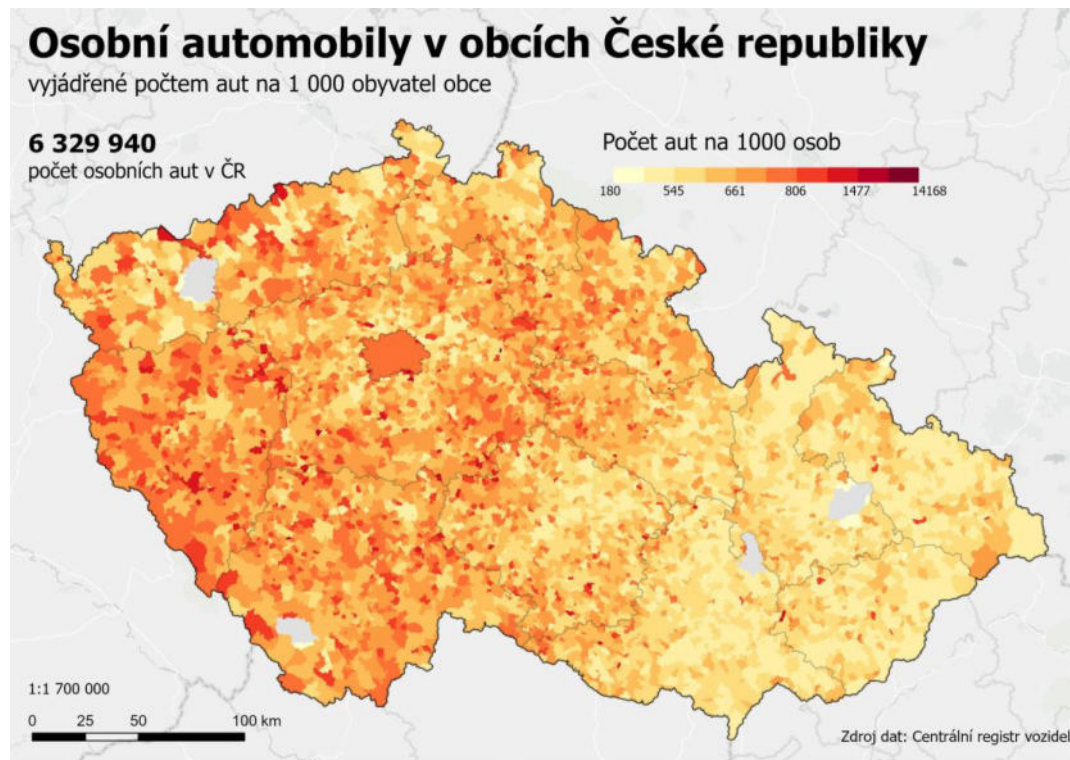 Osobní automobily v obcích České republiky
vyjádřené počtem aut na 1 000 obyvatel obce
6 329 940
počet osobních aut v ČR
Počet aut na 1000 osob
180 545 661 806 1477 14168
1:1 700 000
0 25 50 100 km
Zdroj dat: Centrální registr vozidel